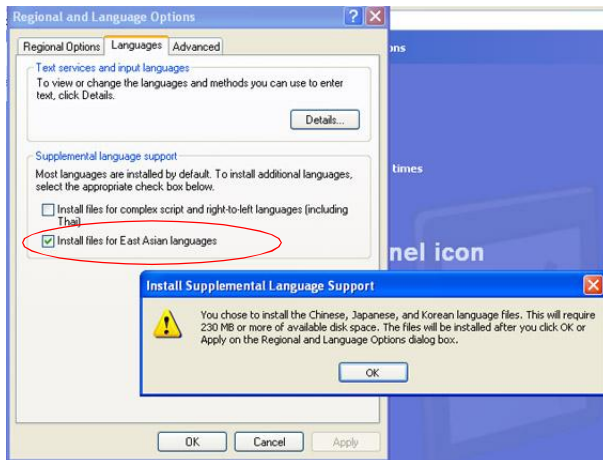 Regional and Language Options
Regional Options Languages Advanced
ons
Text services and input languages
To view or change the languages and methods you can use to enter
text, click Details.
Details...
Supplemental language support
Most languages are installed by default. To install additional languages,
select the appropriate check box below.
times
Install files for complex script and right-to-left languages (including
Thai)
Install files for East Asian languages
nel icon
Install Supplemental Language Support
You chose to install the Chinese, Japanese, and Korean language files. This will require
230 MB or more of available disk space. The files will be installed after you click OK or
Apply on the Regional and Language Options dialog box.
OK
OK Cancel Apply